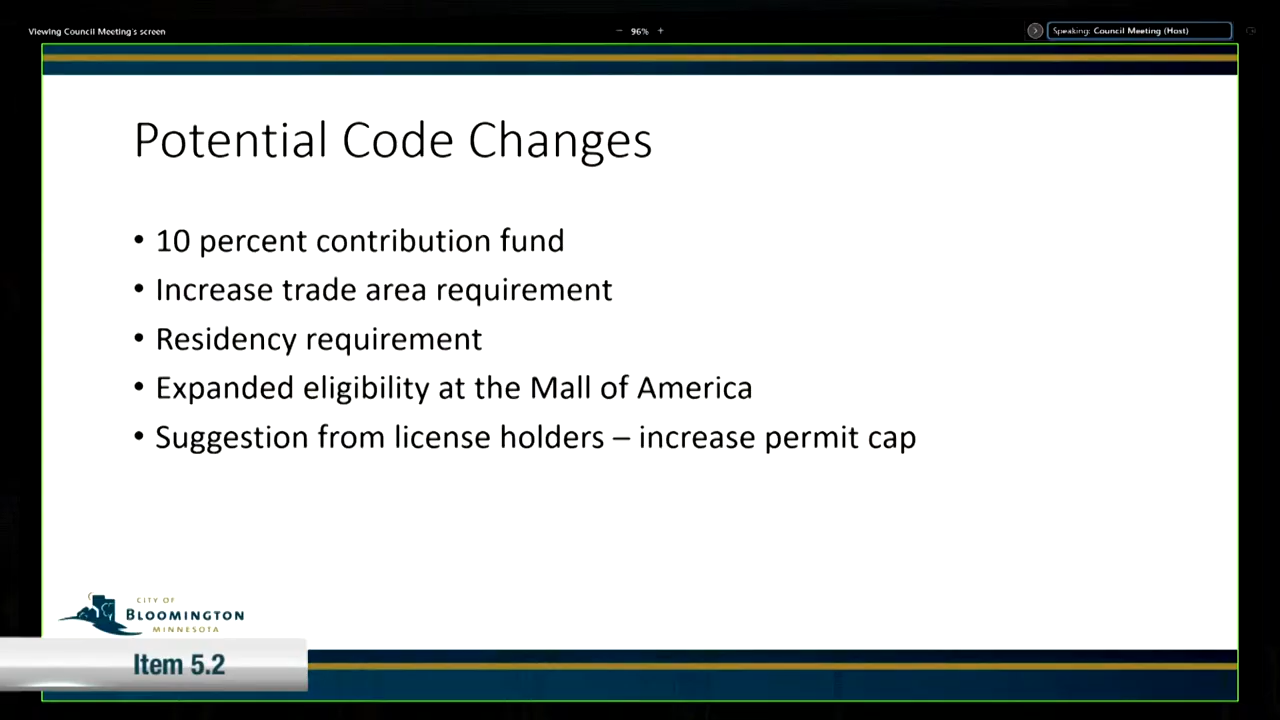 Viewing Council Meeting's screen
− 96% +
Speaking: Council Meeting (Host)
Potential Code Changes
• 10 percent contribution fund
• Increase trade area requirement
• Residency requirement
• Expanded eligibility at the Mall of America
• Suggestion from license holders – increase permit cap
CITY OF
BLOOMINGTON
MINNESOTA
Item 5.2